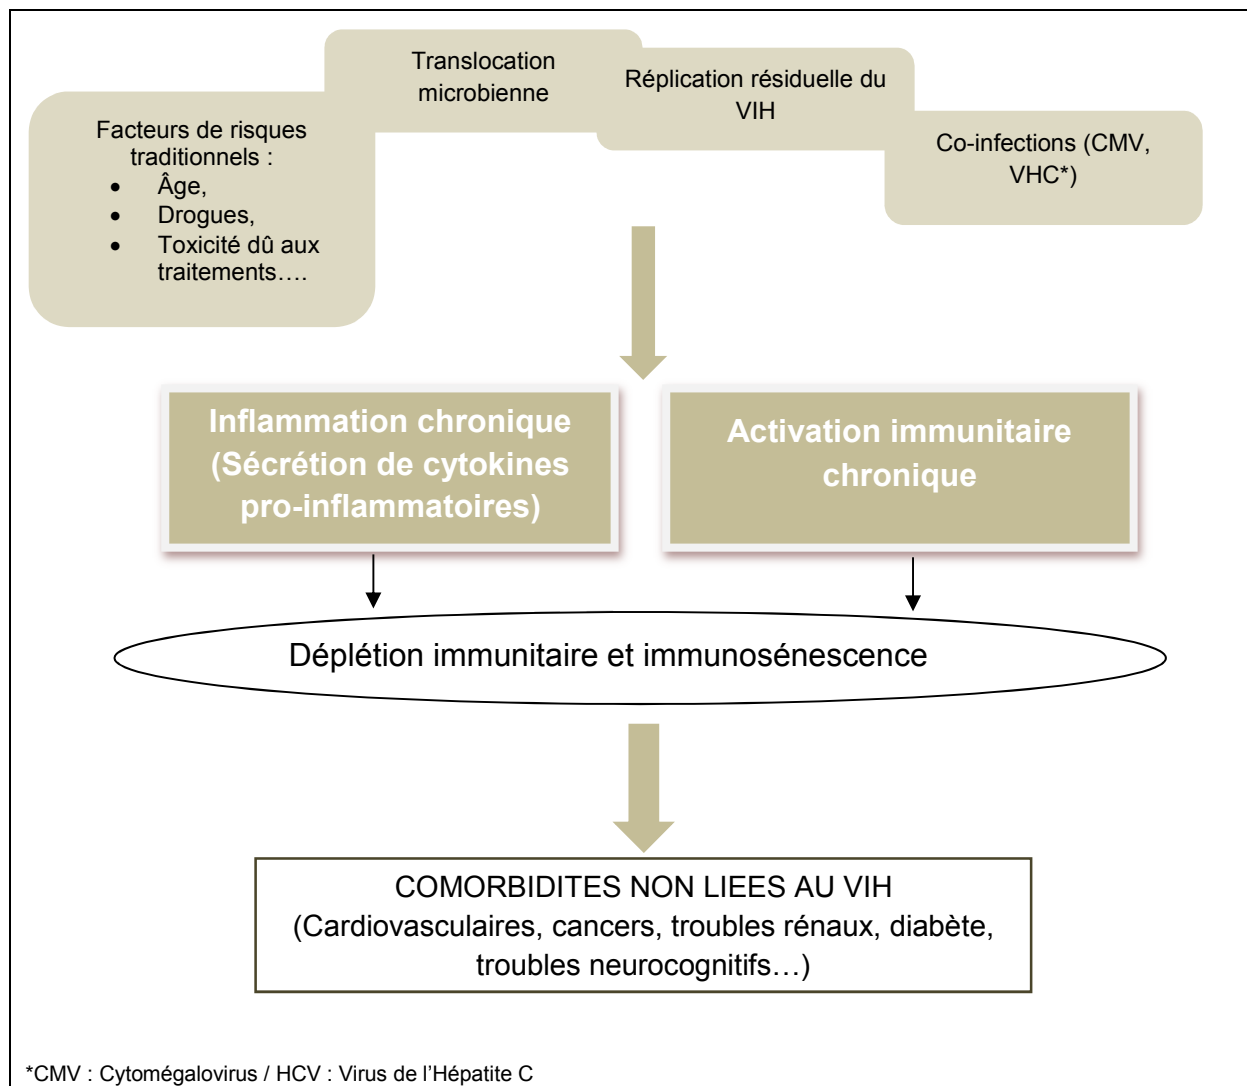 Translocation
microbienne
Réplication résiduelle du
VIH
Co-infections (CMV,
VHC*)
Facteurs de risques
traditionnels :
• Âge,
• Drogues,
• Toxicité dû aux
traitements….
Inflammation chronique
(Sécrétion de cytokines
pro-inflammatoires)
Activation immunitaire
chronique
Déplétion immunitaire et immunosénescence
COMORBIDITES NON LIEES AU VIH
(Cardiovasculaires, cancers, troubles rénaux, diabète,
troubles neurocognitifs…)
*CMV : Cytomégalovirus / HCV : Virus de l’Hépatite C